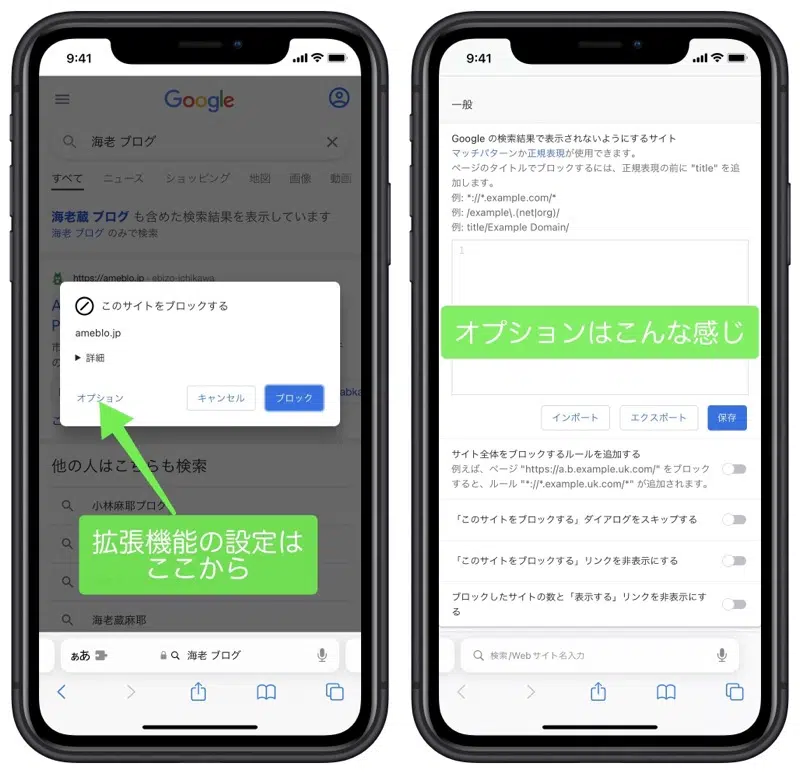 9:41
Google
海老 ブログ
すべて ニュース ショッピング 地図 画像 動画
海老蔵 ブログ も含めた検索結果を表示しています
海老 ブログ のみで検索
https://ameblo.jp › ebizo-ichikawa
このサイトをブロックする
ameblo.jp
▶ 詳細
オプション キャンセル ブロック
他の人はこちらも検索
小林麻耶ブログ
拡張機能の設定は
ここから
海老蔵麻耶
ぁあ 海老 ブログ
9:41
一般
Google の検索結果で表示されないようにするサイト
マッチパターンか正規表現が使用できます。
ページのタイトルでブロックするには、正規表現の前に "title" を追
加します。
例: *://*.example.com/*
例: /example\.(net|org)/
例: title/Example Domain/
1
オプションはこんな感じ
インポート エクスポート 保存
サイト全体をブロックするルールを追加する
例えば、ページ "https://a.b.example.uk.com/" をブロック
すると、ルール "*://*.example.uk.com/*" が追加されます。
「このサイトをブロックする」ダイアログをスキップする
「このサイトをブロックする」リンクを非表示にする
ブロックしたサイトの数と「表示する」リンクを非表示にす
る
検索/Webサイト名入力